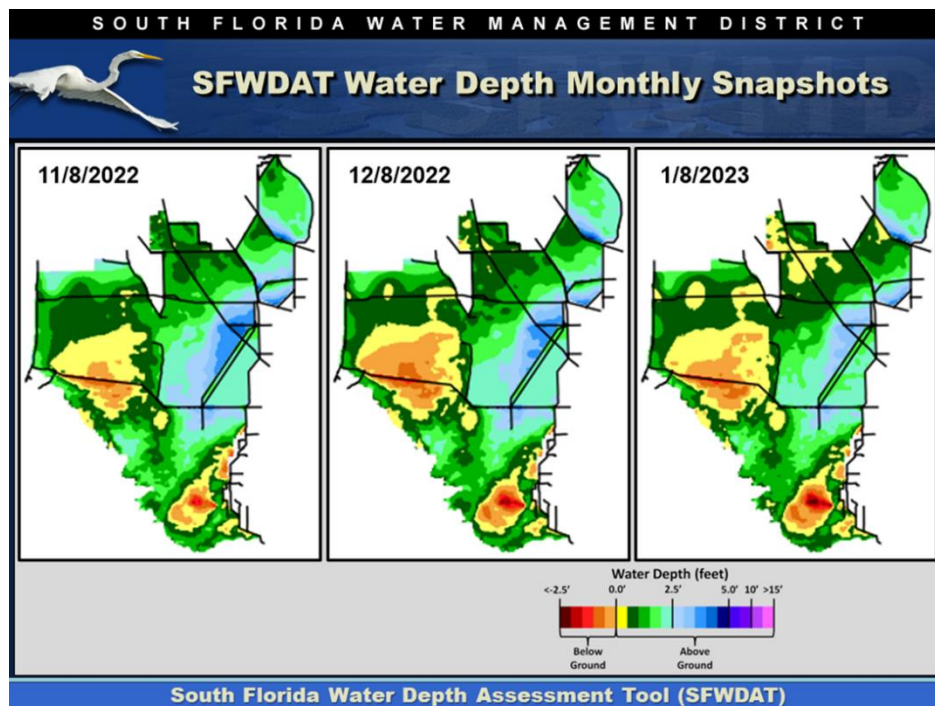 SOUTH FLORIDA WATER MANAGEMENT DISTRICT
SFWDAT Water Depth Monthly Snapshots
11/8/2022
12/8/2022
1/8/2023
Water Depth (feet)
<-2.5' 0.0' 2.5' 5.0' 10' >15'
Below Ground
Above Ground
South Florida Water Depth Assessment Tool (SFWDAT)